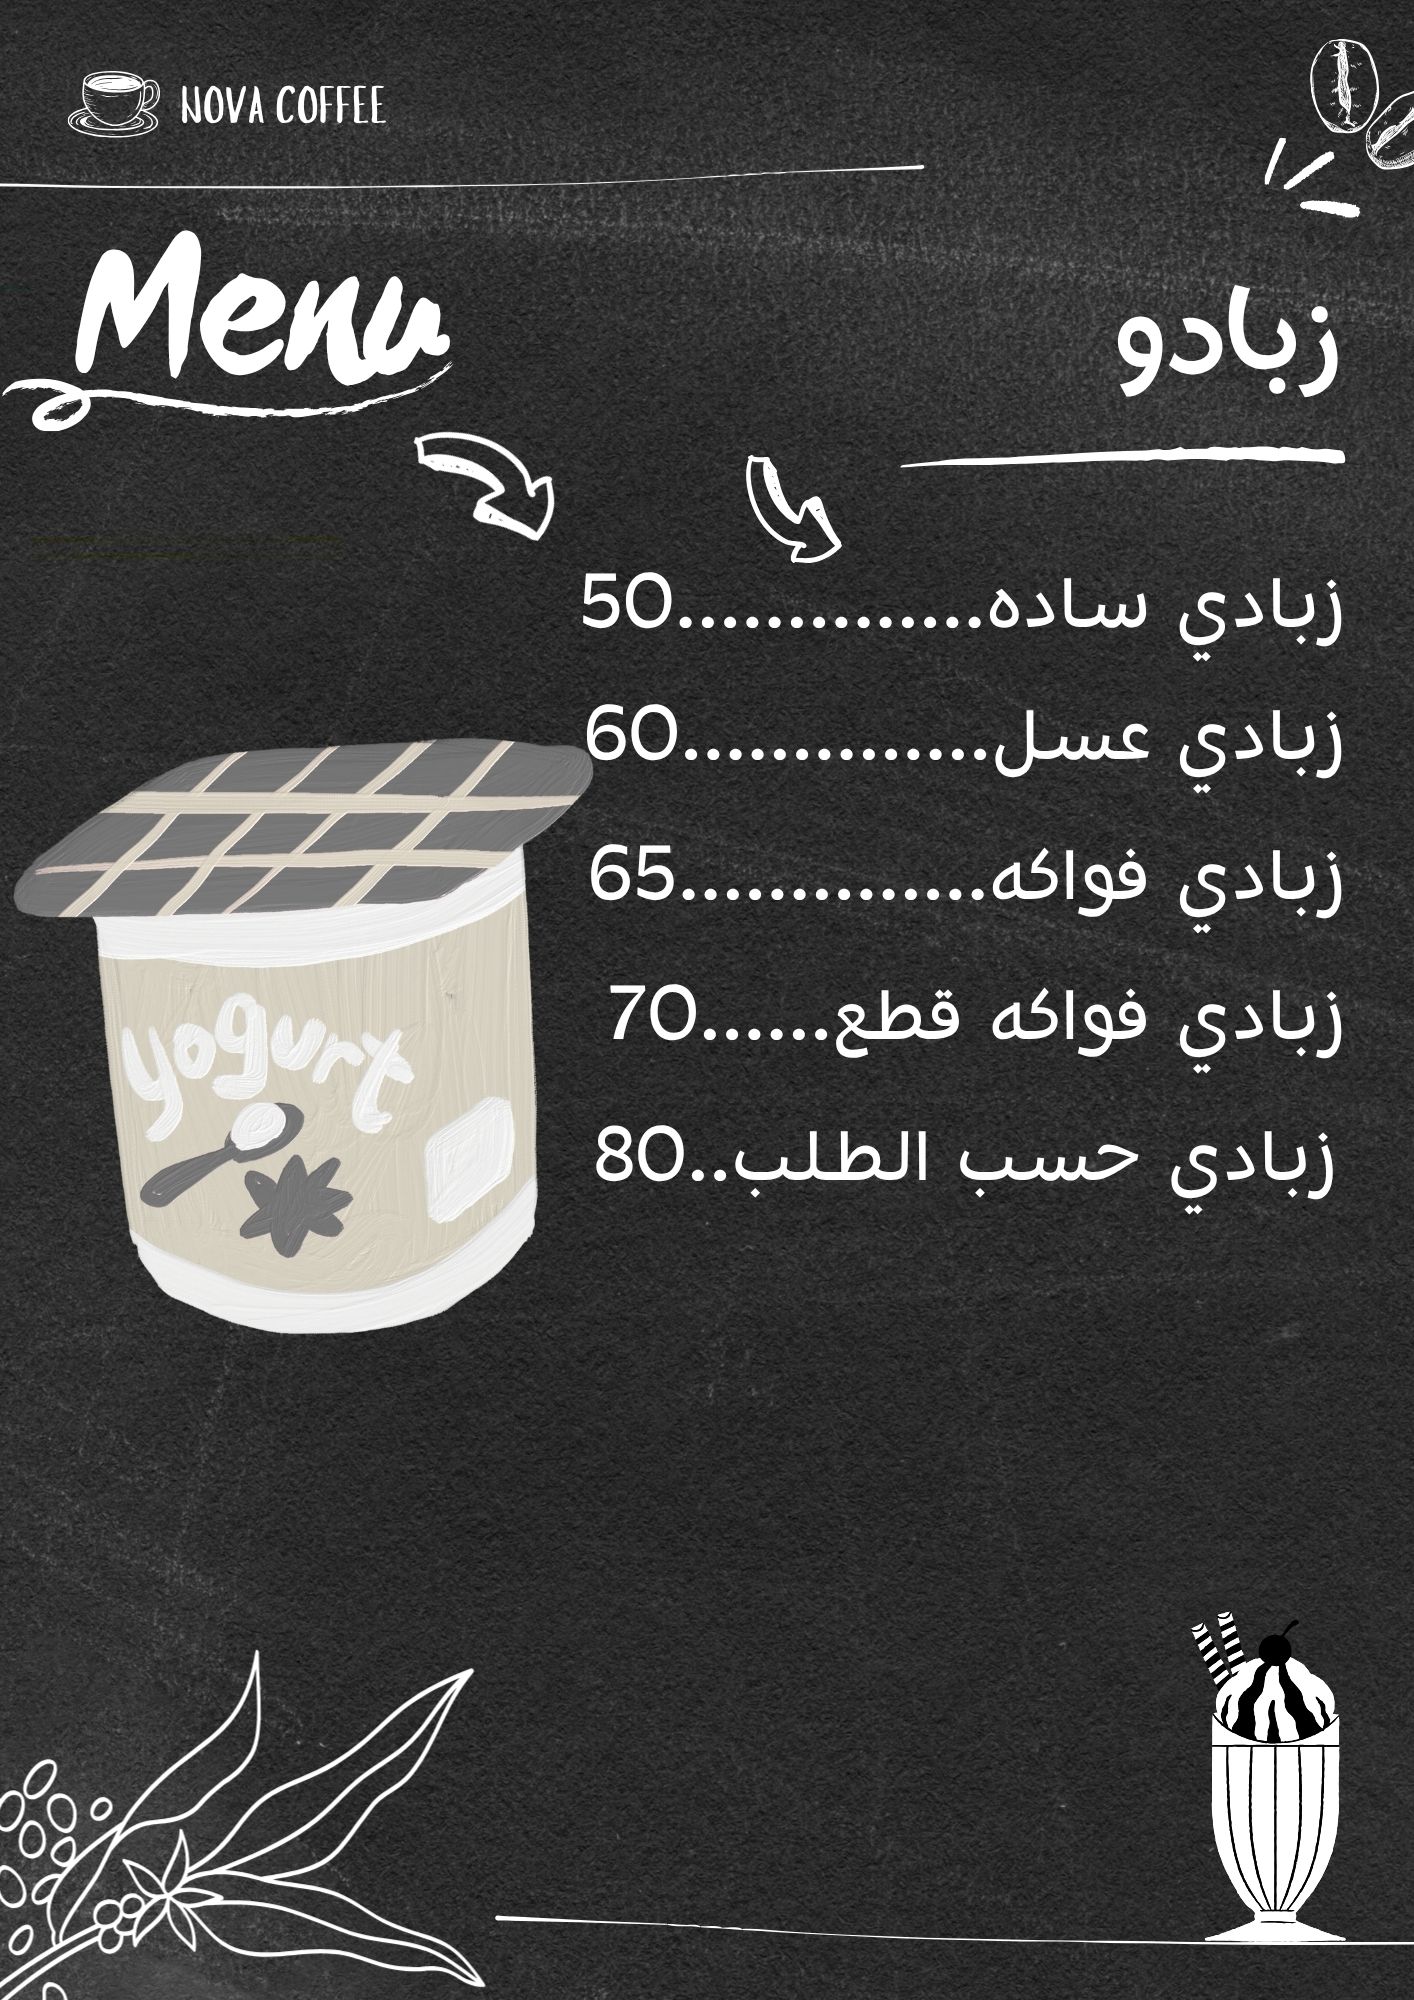 NOVA COFFEE
Menu
زبادو
زبادي ساده..............50
زبادي عسل..............60
زبادي فواكه..............65
زبادي فواكه قطع......70
زبادي حسب الطلب..80
yogurt